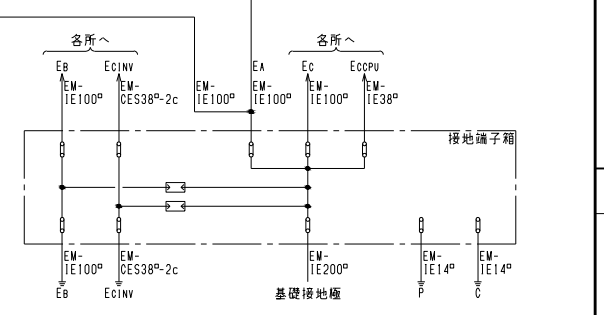 各所へ 各所へ
EB ECINV EA EC ECCPU
EM- EM- EM- EM- EM- EM-
IE100□ CES38□-2c IE100□ IE100□ IE100□ IE38□
接地端子箱
EM- EM- EM- EM- EM-
IE100□ CES38□-2c IE200□ IE14□ IE14□
EB ECINV 基礎接地極 P C